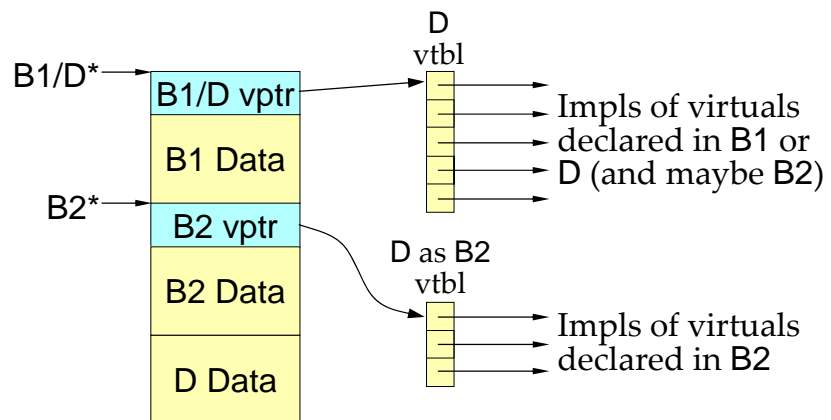 D
vtbl
B1/D*
B1/D vptr
Impls of virtuals
declared in B1 or
D (and maybe B2)
B1 Data
B2*
B2 vptr
D as B2
vtbl
B2 Data
Impls of virtuals
declared in B2
D Data